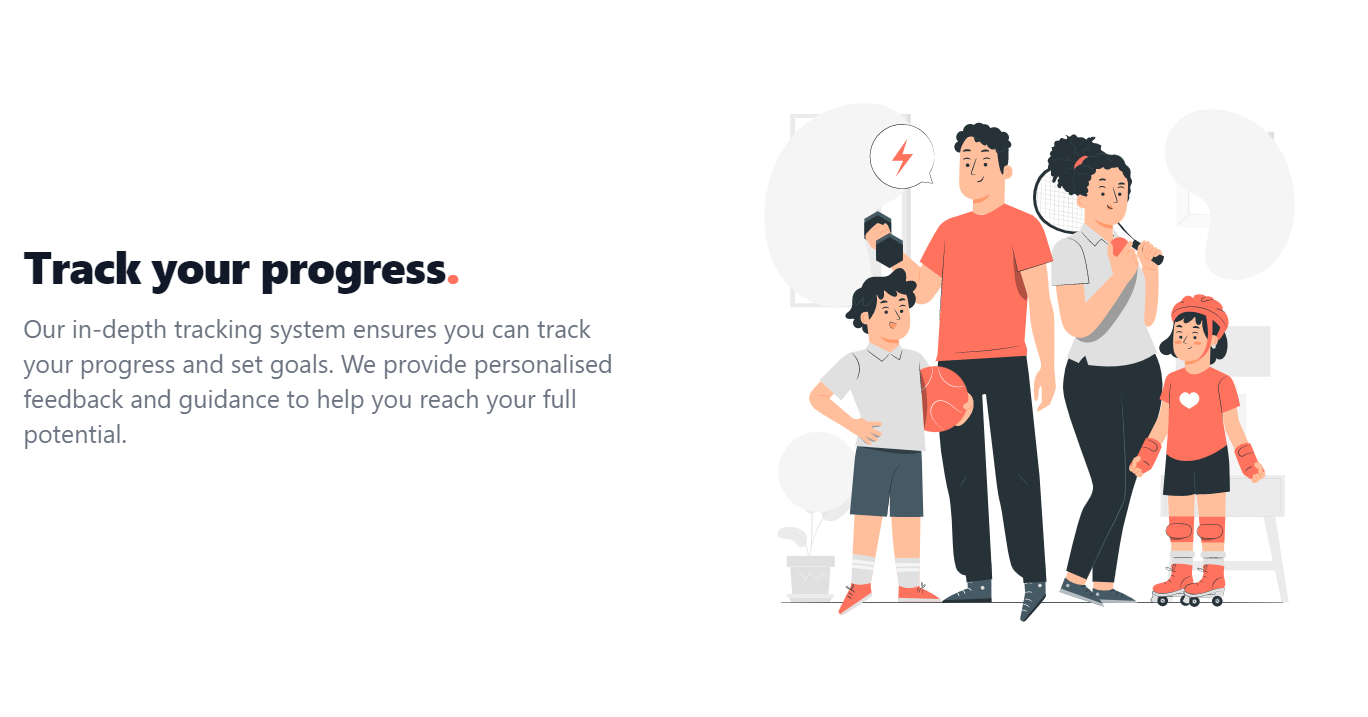 Track your progress.
Our in-depth tracking system ensures you can track
your progress and set goals. We provide personalised
feedback and guidance to help you reach your full
potential.